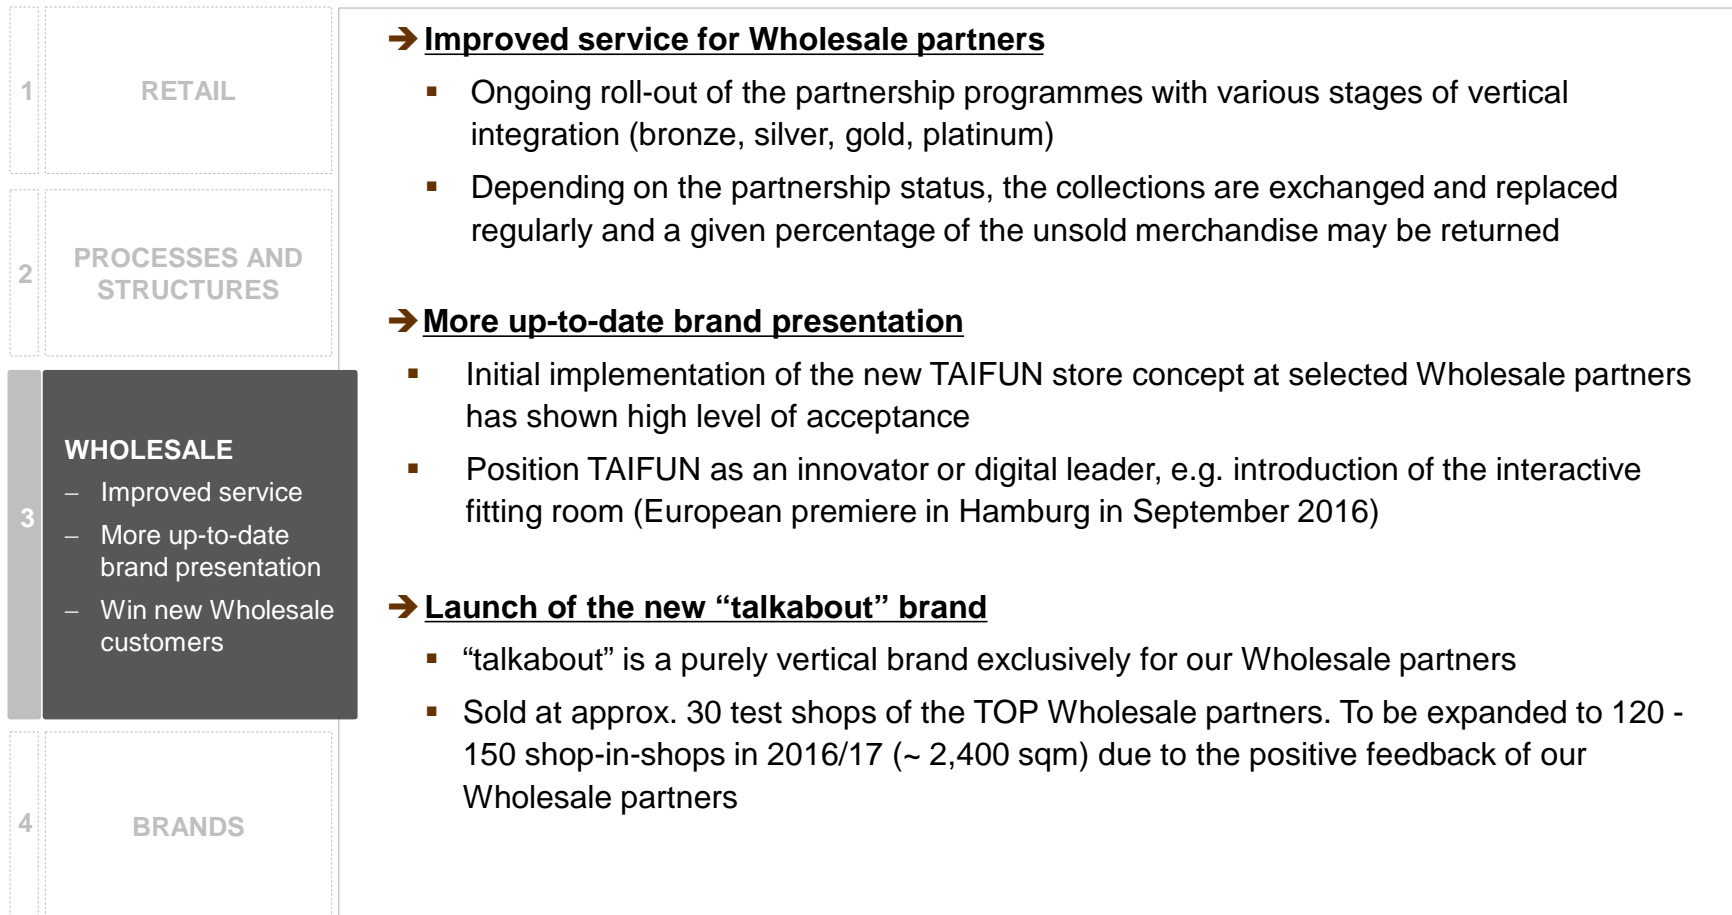 1
RETAIL
2
PROCESSES AND
STRUCTURES
3
WHOLESALE
– Improved service
– More up-to-date
brand presentation
– Win new Wholesale
customers
4
BRANDS
➔ Improved service for Wholesale partners
▪ Ongoing roll-out of the partnership programmes with various stages of vertical
integration (bronze, silver, gold, platinum)
▪ Depending on the partnership status, the collections are exchanged and replaced
regularly and a given percentage of the unsold merchandise may be returned
➔ More up-to-date brand presentation
▪ Initial implementation of the new TAIFUN store concept at selected Wholesale partners
has shown high level of acceptance
▪ Position TAIFUN as an innovator or digital leader, e.g. introduction of the interactive
fitting room (European premiere in Hamburg in September 2016)
➔ Launch of the new “talkabout” brand
▪ “talkabout” is a purely vertical brand exclusively for our Wholesale partners
▪ Sold at approx. 30 test shops of the TOP Wholesale partners. To be expanded to 120 -
150 shop-in-shops in 2016/17 (~ 2,400 sqm) due to the positive feedback of our
Wholesale partners